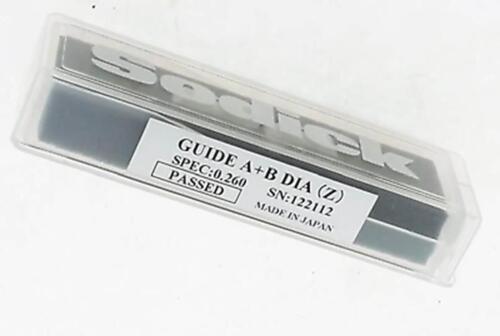 Sodick
GUIDE A+B DIA(Z)
SPEC:0.260 SN:122112
PASSED MADE IN JAPAN